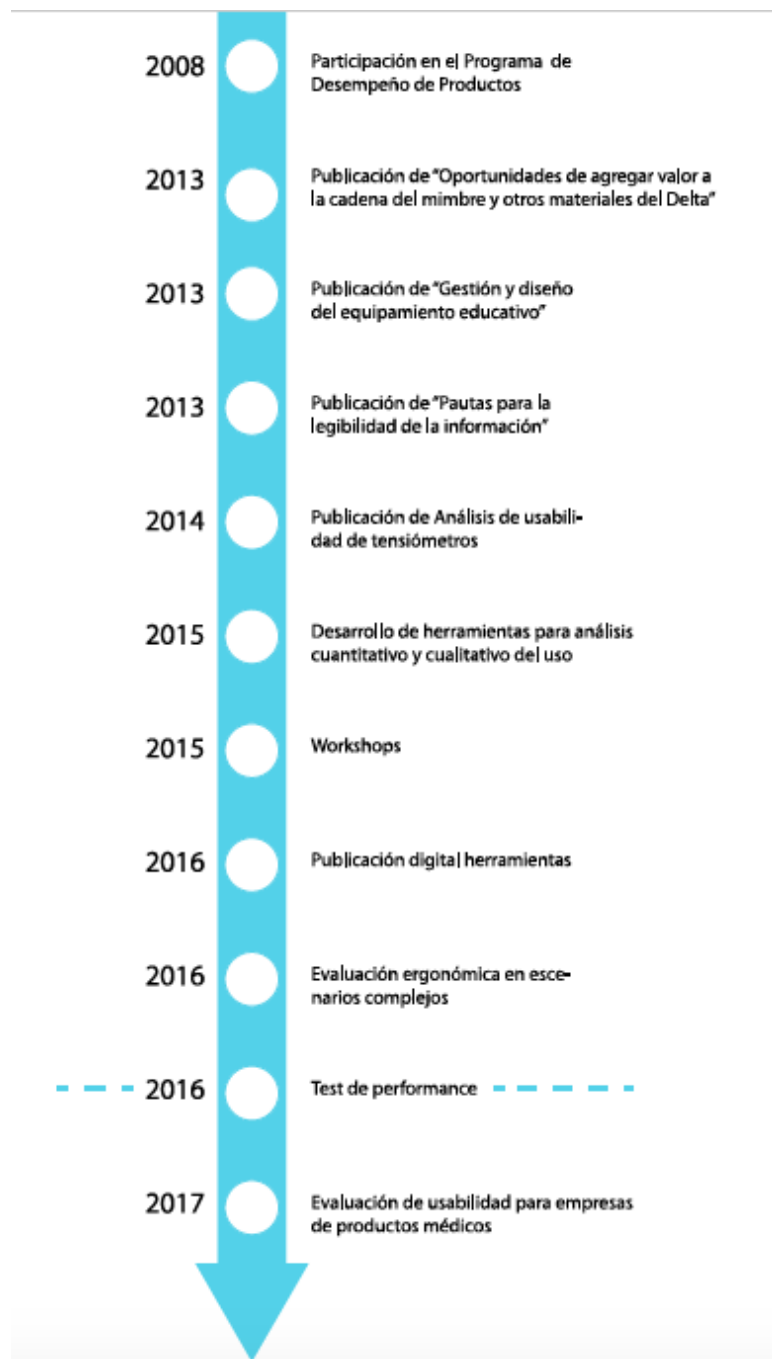 2008
Participación en el Programa de
Desempeño de Productos
2013
Publicación de “Oportunidades de agregar valor a
la cadena del mimbre y otros materiales del Delta”
2013
Publicación de “Gestión y diseño
del equipamiento educativo”
2013
Publicación de “Pautas para la
legibilidad de la información”
2014
Publicación de Análisis de usabili-
dad de tensiómetros
2015
Desarrollo de herramientas para análisis
cuantitativo y cualitativo del uso
2015
Workshops
2016
Publicación digital herramientas
2016
Evaluación ergonómica en esce-
narios complejos
2016
Test de performance
2017
Evaluación de usabilidad para empresas
de productos médicos